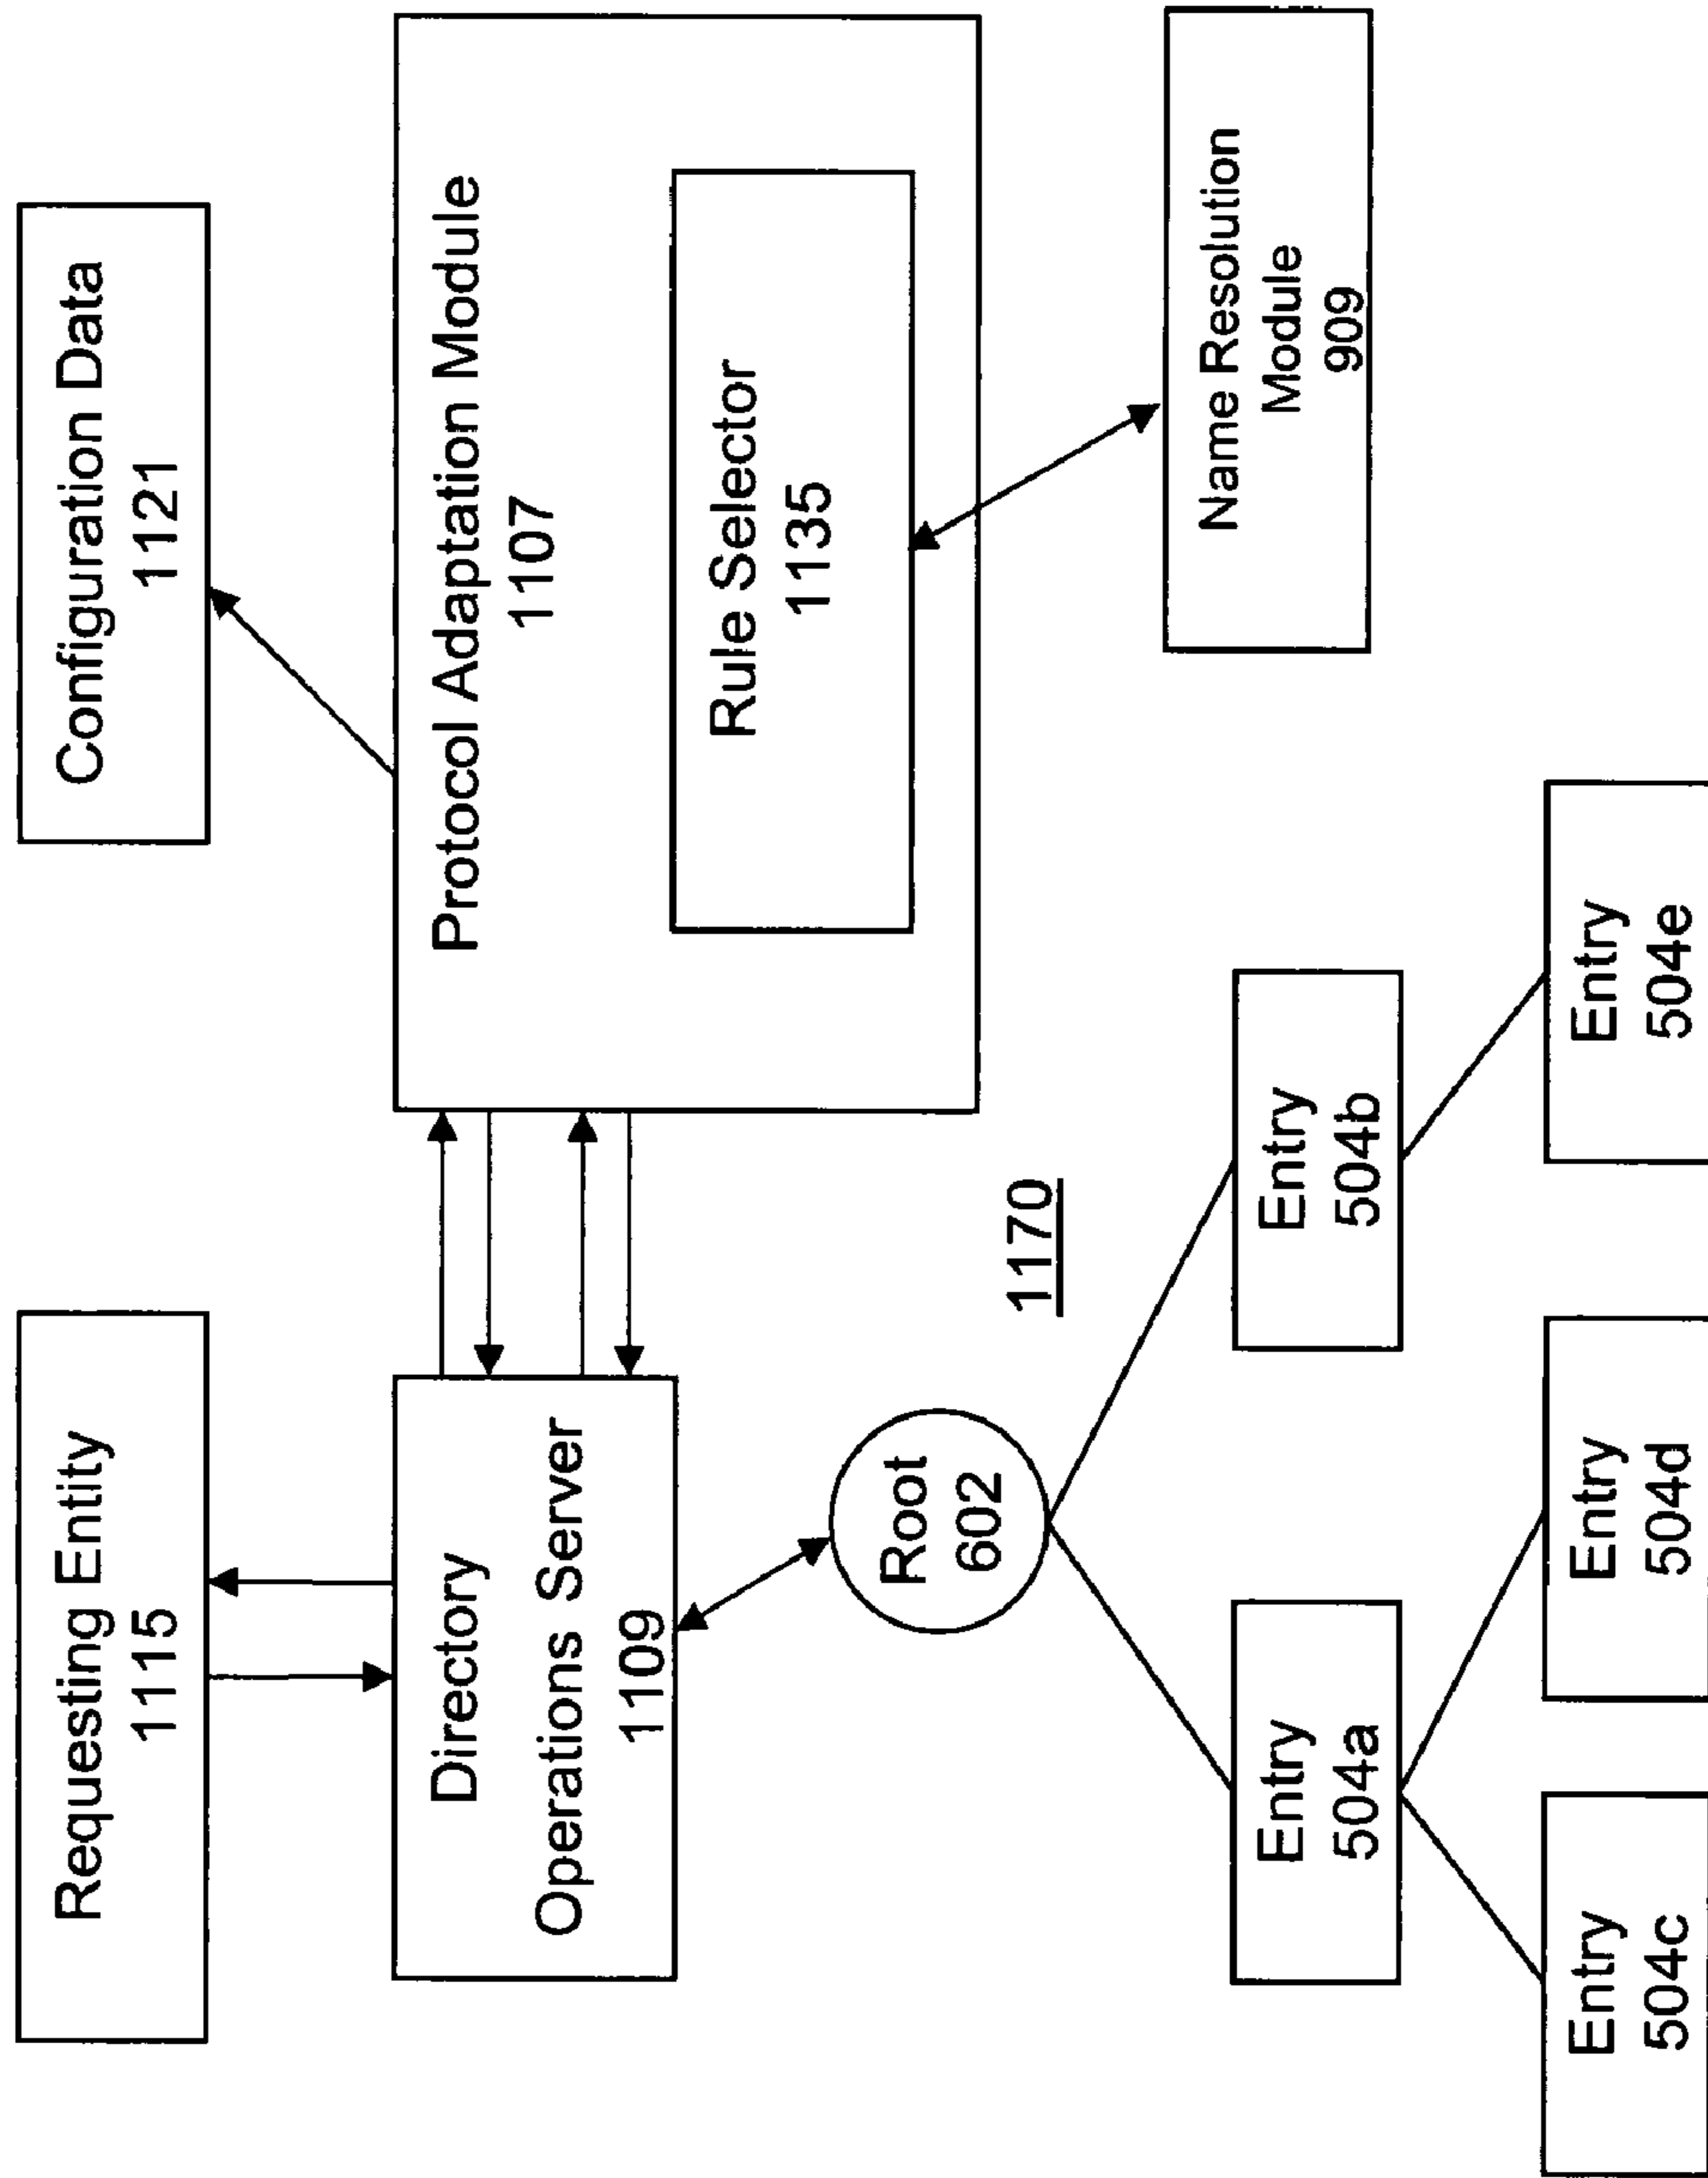 Requesting Entity
1115
Configuration Data
1121
Directory
Operations Server
1109
Protocol Adaptation Module
1107
Rule Selector
1135
Root
602
1170
Name Resolution
Module
909
Entry
504a
Entry
504b
Entry
504c
Entry
504d
Entry
504e